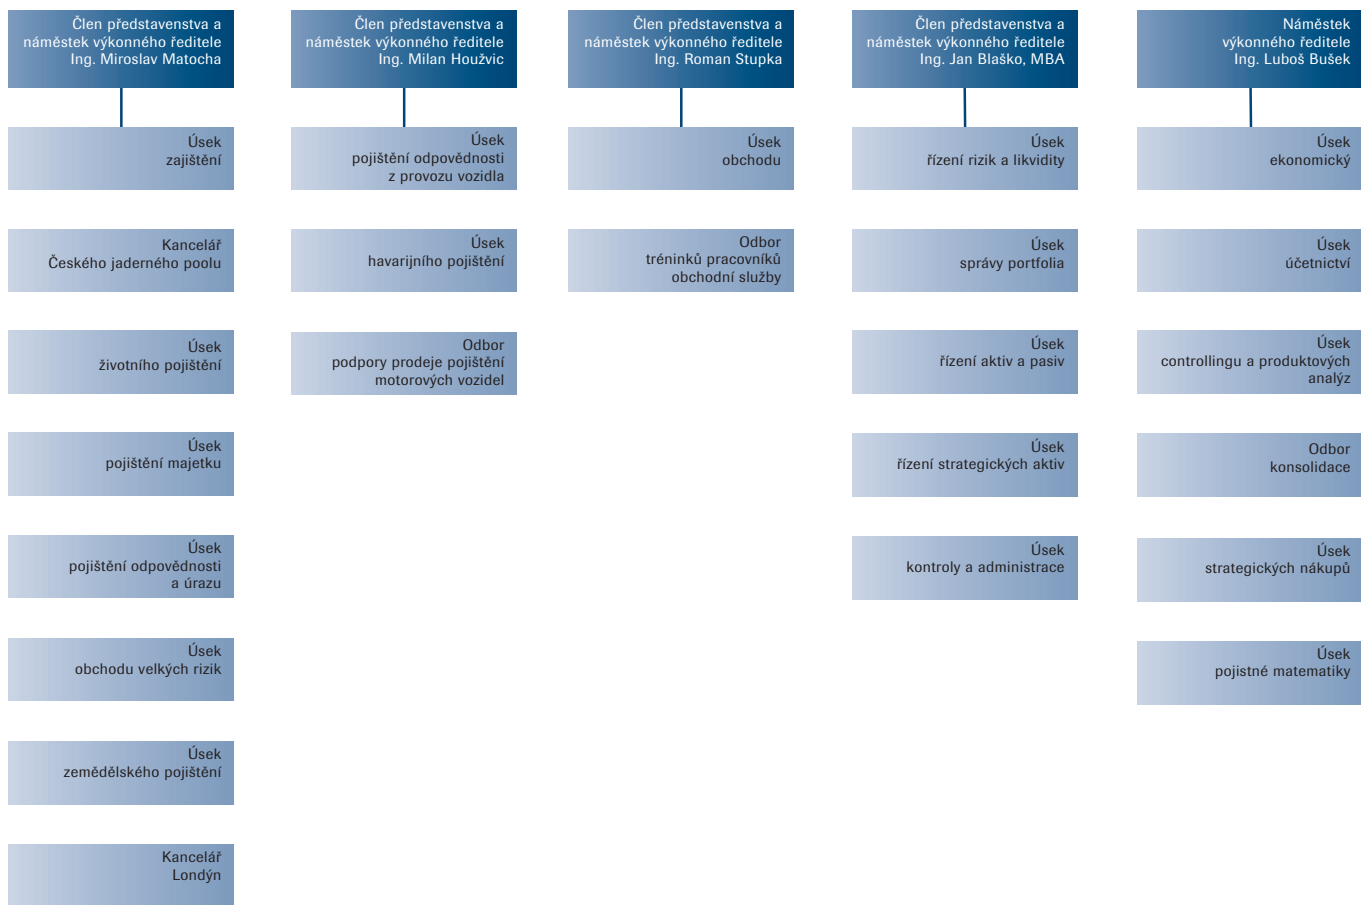 Člen představenstva a
náměstek výkonného ředitele
Ing. Miroslav Matocha
Úsek
zajištění
Kancelář
Českého jaderného poolu
Úsek
životního pojištění
Úsek
pojištění majetku
Úsek
pojištění odpovědnosti
a úrazu
Úsek
obchodu velkých rizik
Úsek
zemědělského pojištění
Kancelář
Londýn
Člen představenstva a
náměstek výkonného ředitele
Ing. Milan Houžvic
Úsek
pojištění odpovědnosti
z provozu vozidla
Úsek
havarijního pojištění
Odbor
podpory prodeje pojištění
motorových vozidel
Člen představenstva a
náměstek výkonného ředitele
Ing. Roman Stupka
Úsek
obchodu
Odbor
tréninků pracovníků
obchodní služby
Člen představenstva a
náměstek výkonného ředitele
Ing. Jan Blaško, MBA
Úsek
řízení rizik a likvidity
Úsek
správy portfolia
Úsek
řízení aktiv a pasiv
Úsek
řízení strategických aktiv
Úsek
kontroly a administrace
Náměstek
výkonného ředitele
Ing. Luboš Bušek
Úsek
ekonomický
Úsek
účetnictví
Úsek
controllingu a produktových
analýz
Odbor
konsolidace
Úsek
strategických nákupů
Úsek
pojistné matematiky